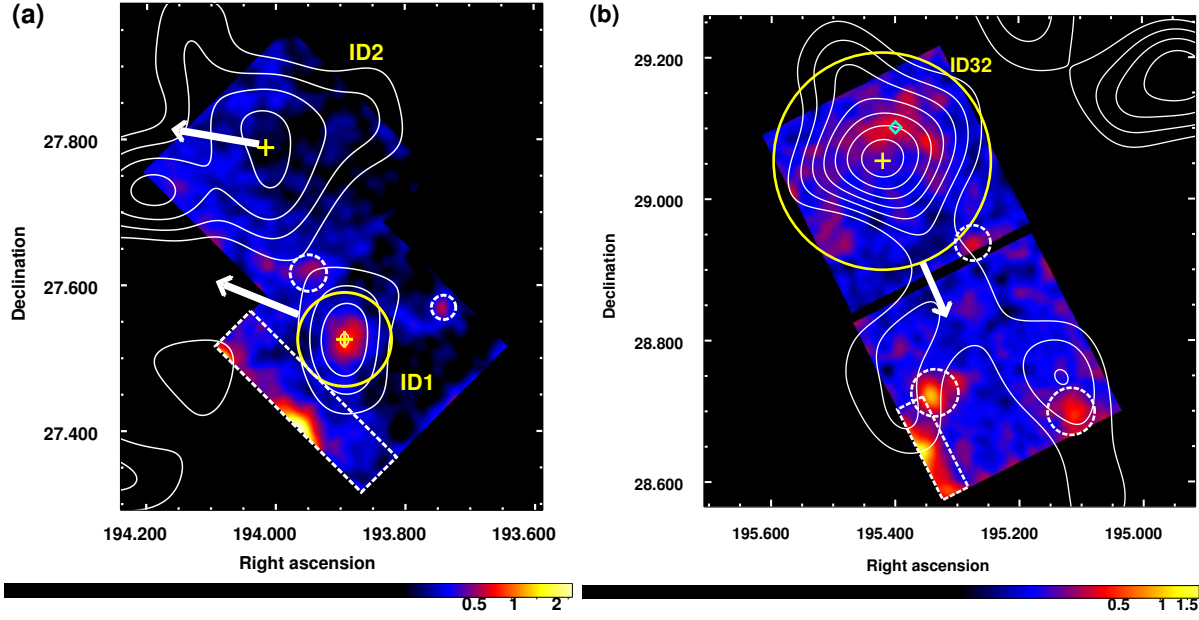 (a)
ID2
27.800
27.600
27.400
ID1
Declination
194.200 194.000 193.800 193.600
Right ascension
0.5 1 2
(b)
ID32
29.200
29.000
28.800
28.600
Declination
195.600 195.400 195.200 195.000
Right ascension
0.5 1 1.5